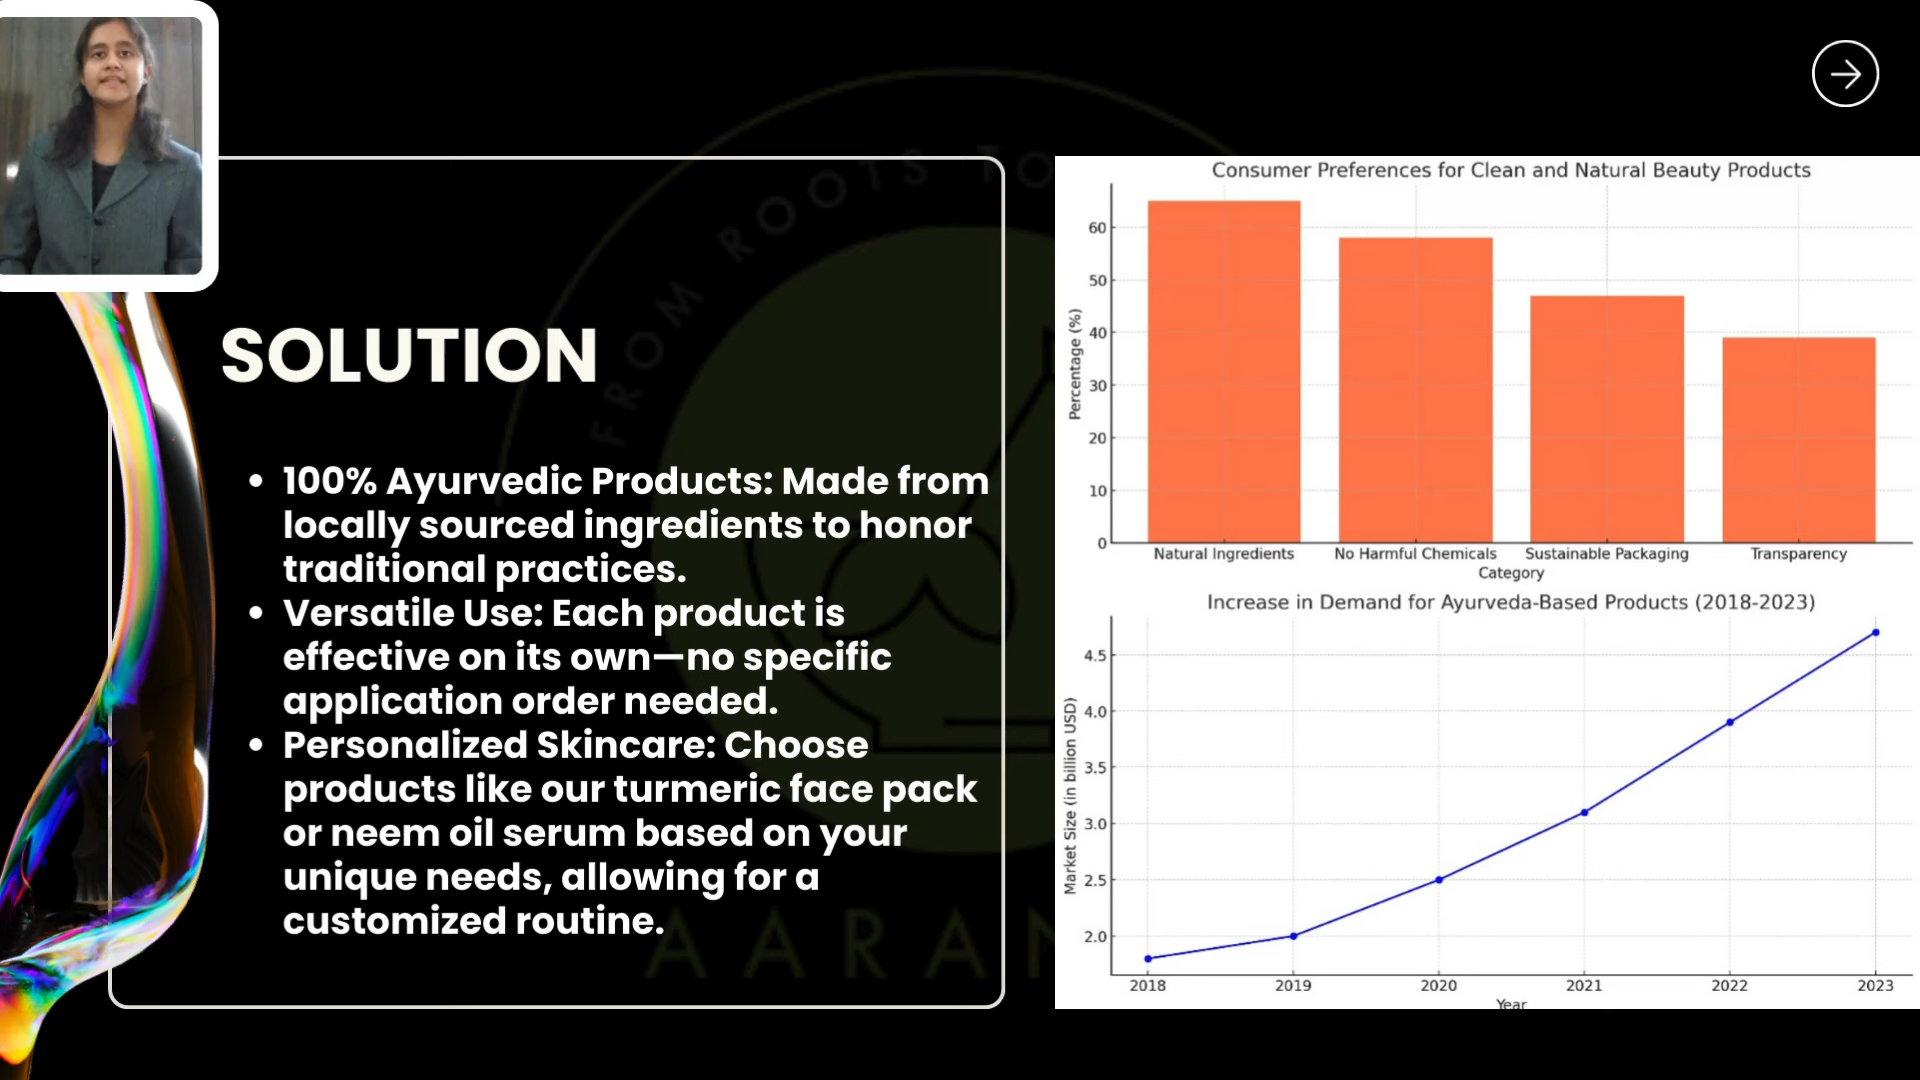 FROM ROOTS TO
SOLUTION
• 100% Ayurvedic Products: Made from
locally sourced ingredients to honor
traditional practices.
• Versatile Use: Each product is
effective on its own—no specific
application order needed.
• Personalized Skincare: Choose
products like our turmeric face pack
or neem oil serum based on your
unique needs, allowing for a
customized routine.
AARAN
Consumer Preferences for Clean and Natural Beauty Products
Percentage (%)
60
50
40
30
20
10
0
Natural Ingredients No Harmful Chemicals Sustainable Packaging Transparency
Category
Increase in Demand for Ayurveda-Based Products (2018-2023)
Market Size (in billion USD)
4.5
4.0
3.5
3.0
2.5
2.0
2018 2019 2020 2021 2022 2023
Year